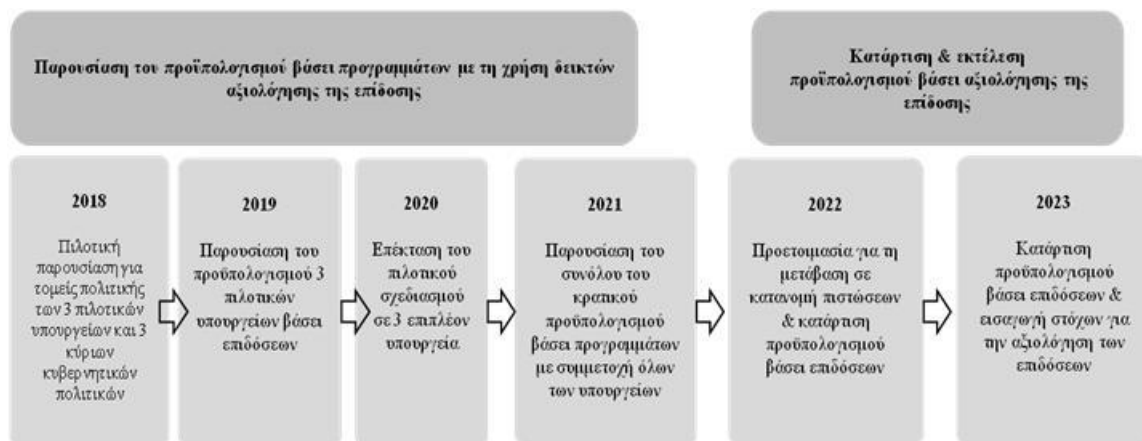 Παρουσίαση του προϋπολογισμού βάσει προγραμμάτων με τη χρήση δεικτών
αξιολόγησης της επίδοσης
Κατάρτιση & εκτέλεση
προϋπολογισμού βάσει αξιολόγησης της
επίδοσης
2018
Πιλοτική
παρουσίαση για
τομείς πολιτικής
των 3 πιλοτικών
υπουργείων και 3
κύριων
κυβερνητικών
πολιτικών
2019
Παρουσίαση του
προϋπολογισμού 3
πιλοτικών
υπουργείων βάσει
επιδόσεων
2020
Επέκταση του
πιλοτικού
σχεδιασμού
σε 3 επιπλέον
υπουργεία
2021
Παρουσίαση του
συνόλου του
κρατικού
προϋπολογισμού
βάσει προγραμμάτων
με συμμετοχή όλων
των υπουργείων
2022
Προετοιμασία για τη
μετάβαση σε
κατανομή πιστώσεων
& κατάρτιση
προϋπολογισμού
βάσει επιδόσεων
2023
Κατάρτιση
προϋπολογισμού
βάσει επιδόσεων &
εισαγωγή στόχων για
την αξιολόγηση των
επιδόσεων